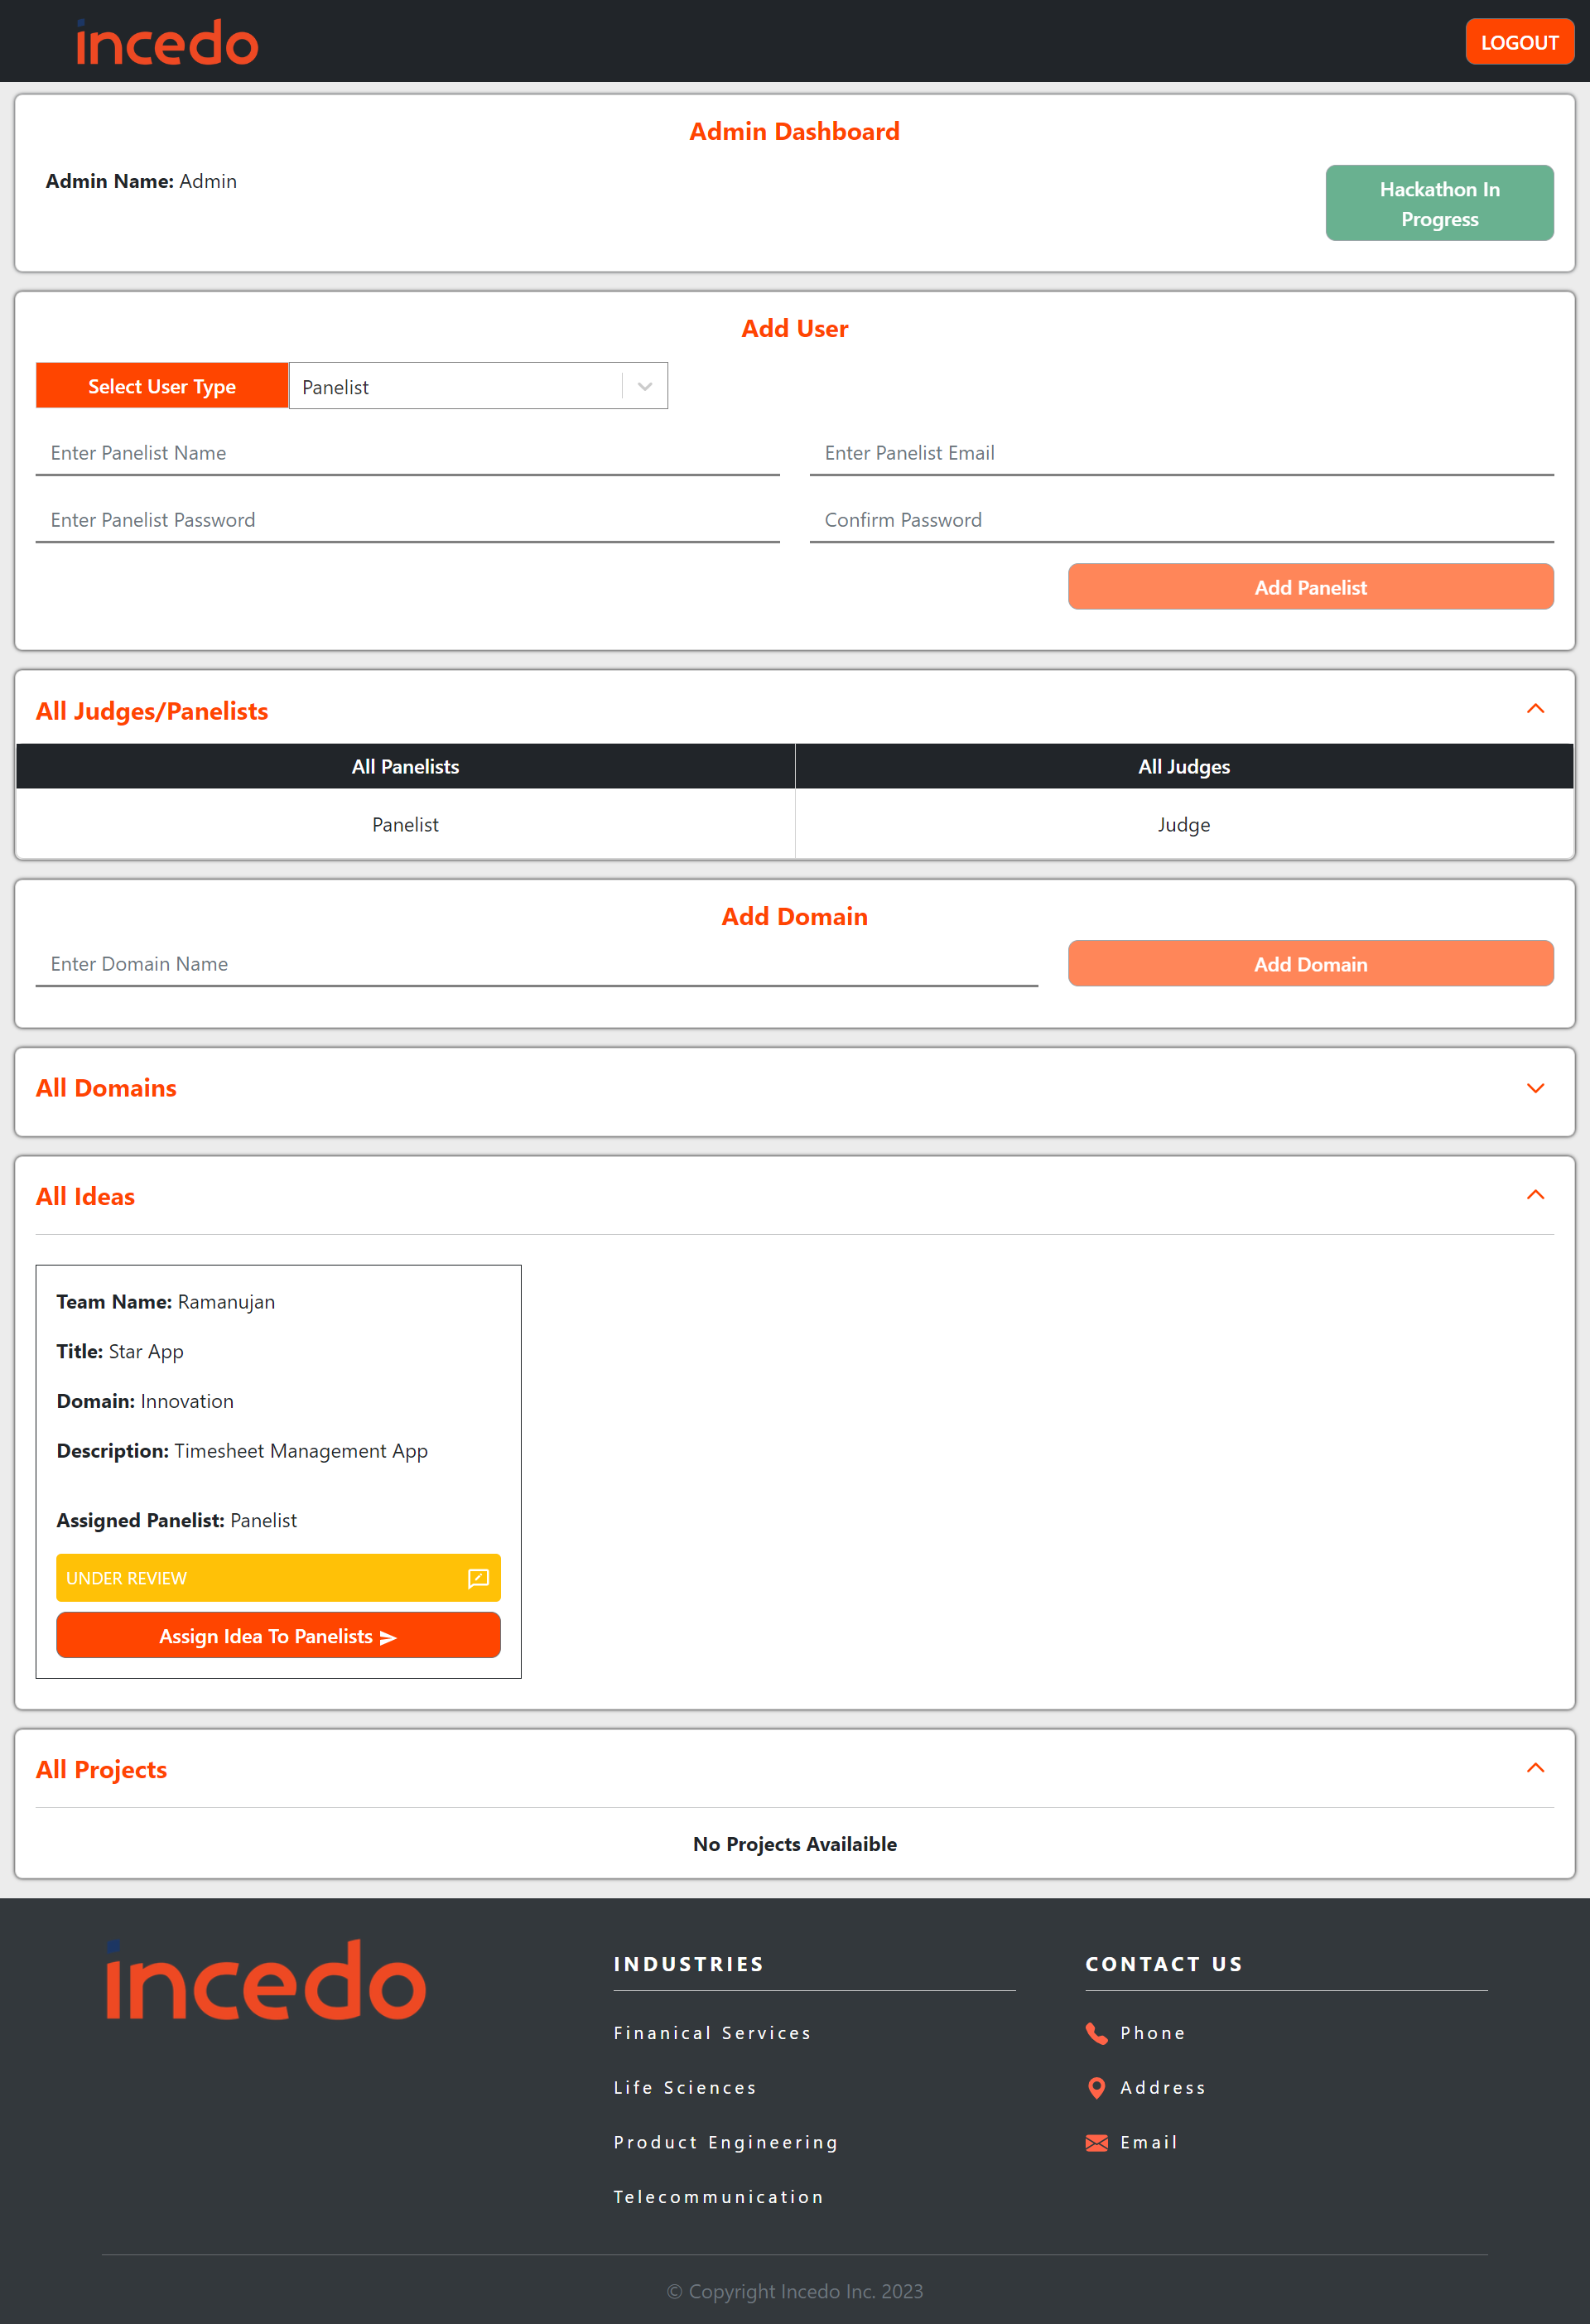 incedo
LOGOUT
Admin Dashboard
Admin Name: Admin
Hackathon In
Progress
Add User
Select User Type
Panelist
Enter Panelist Name
Enter Panelist Email
Enter Panelist Password
Confirm Password
Add Panelist
All Judges/Panelists
All Panelists
All Judges
Panelist
Judge
Add Domain
Enter Domain Name
Add Domain
All Domains
All Ideas
Team Name: Ramanujan
Title: Star App
Domain: Innovation
Description: Timesheet Management App
Assigned Panelist: Panelist
UNDER REVIEW
Assign Idea To Panelists
All Projects
No Projects Availaible
incedo
INDUSTRIES
Finanical Services
Life Sciences
Product Engineering
Telecommunication
CONTACT US
Phone
Address
Email
© Copyright Incedo Inc. 2023